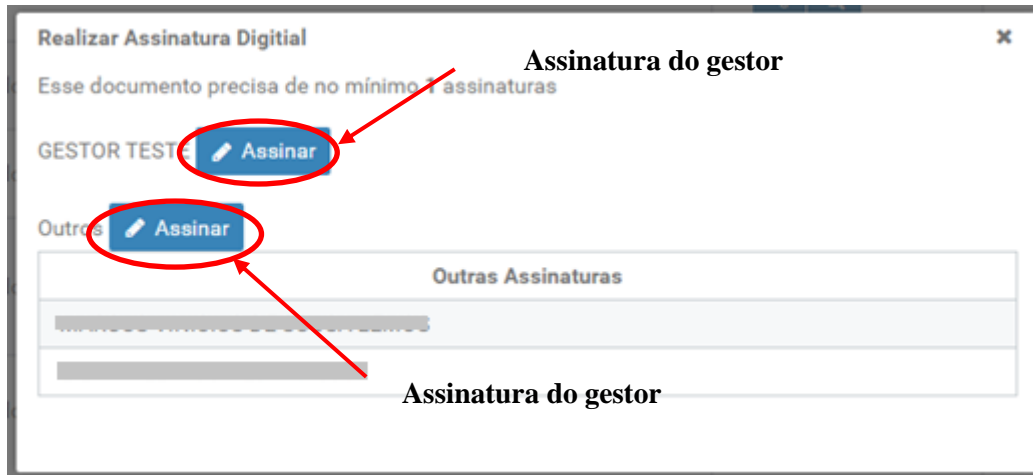 Realizar Assinatura Digitial
Assinatura do gestor
Esse documento precisa de no mínimo 1 assinaturas
GESTOR TESTE Assinar
Outros Assinar
Outras Assinaturas
Assinatura do gestor